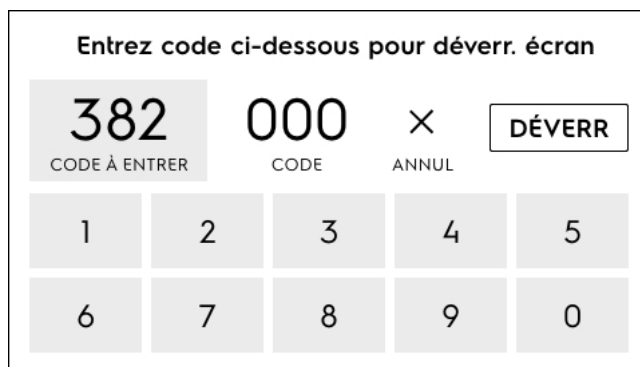 Entrez code ci-dessous pour déverr. écran
382 000 × DÉVERR
CODE À ENTRER CODE ANNUL
1 2 3 4 5
6 7 8 9 0